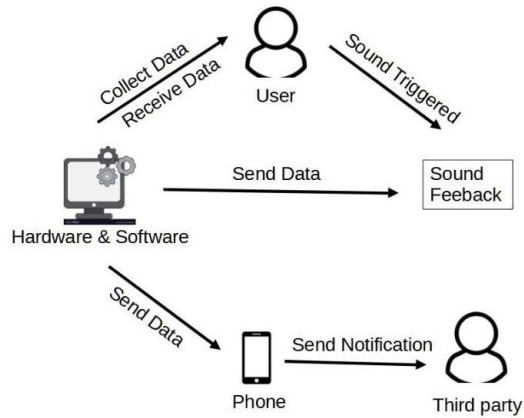 Collect Data
Receive Data
User
Sound Triggered
Send Data
Sound
Feeback
Hardware & Software
Send Data
Send Notification
Phone
Third party